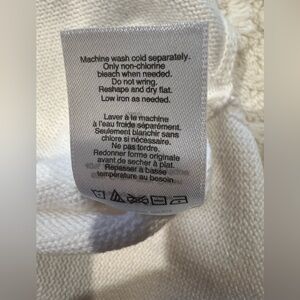 Machine wash cold separately.
Only non-chlorine
bleach when needed.
Do not wring.
Reshape and dry flat.
Low iron as needed.
Laver à la machine
à l'eau froide séparément.
Seulement blanchir sans
chlore si nécessaire.
Ne pas tordre.
Redonner forme originale
avant de sécher à plat.
Repasser à basse
température au besoin.